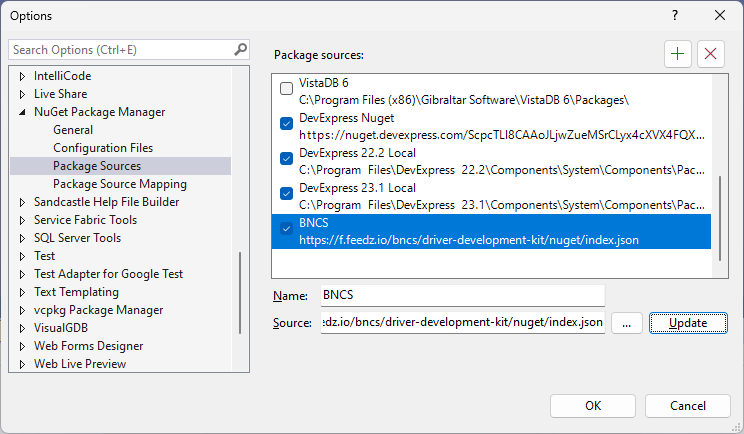 Options
?
Search Options (Ctrl+E)
IntelliCode
Live Share
NuGet Package Manager
General
Configuration Files
Package Sources
Package Source Mapping
Sandcastle Help File Builder
Service Fabric Tools
SQL Server Tools
Test
Test Adapter for Google Test
Text Templating
vcpkg Package Manager
VisualGDB
Web Forms Designer
Web Live Preview
Package sources:
VistaDB 6
C:\Program Files (x86)\Gibraltar Software\VistaDB 6\Packages\
DevExpress Nuget
https://nuget.devexpress.com/ScpcTLI8CAAoJLjwZueMSrCLyx4cXVX4FQX...
DevExpress 22.2 Local
C:\Program Files\DevExpress 22.2\Components\System\Components\Pac...
DevExpress 23.1 Local
C:\Program Files\DevExpress 23.1\Components\System\Components\Pac...
BNCS
https://f.feedz.io/bncs/driver-development-kit/nuget/index.json
Name: BNCS
Source: edz.io/bncs/driver-development-kit/nuget/index.json ... Update
OK Cancel